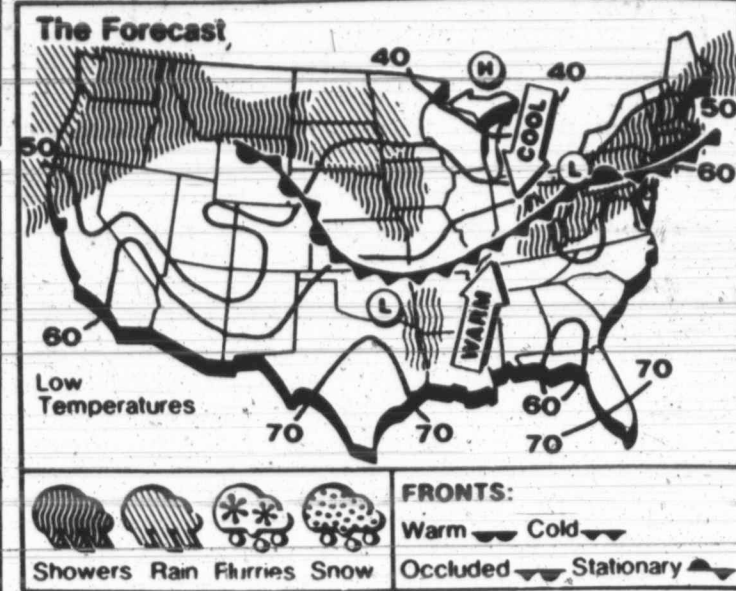 The Forecast
40
H
40
COOL
50
50
L
60
L
WARM
60
Low
Temperatures
70
70
60
70
70
FRONTS:
Warm Cold
Showers Rain Flurries Snow
Occluded Stationary